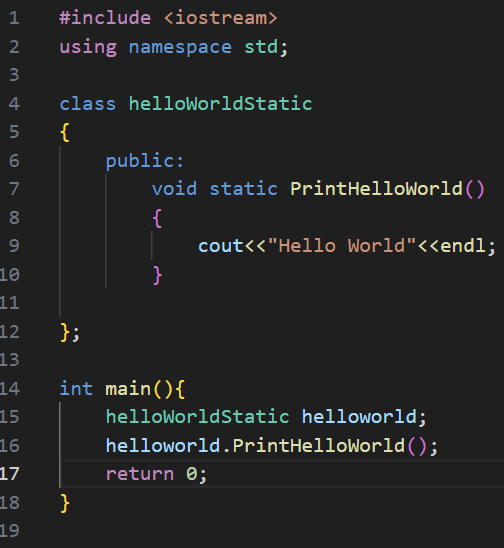 1 #include <iostream>
2 using namespace std;
3
4 class helloWorldStatic
5 {
6     public:
7         void static PrintHelloWorld()
8         {
9             cout<<"Hello World"<<endl;
10         }
11
12 };
13
14 int main(){
15     helloWorldStatic helloworld;
16     helloworld.PrintHelloWorld();
17     return 0;
18 }
19